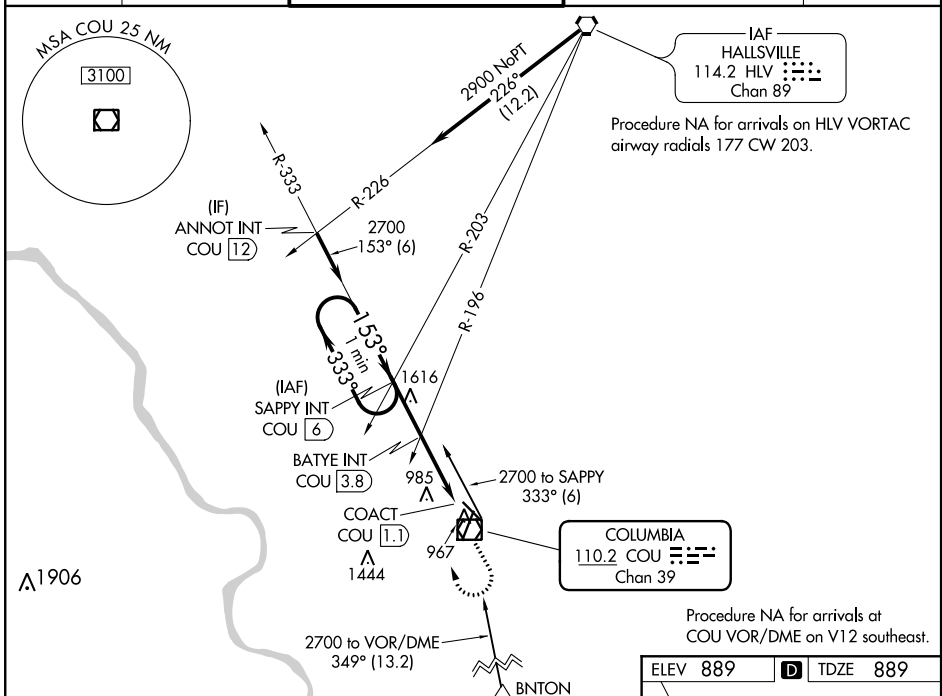 MSA COU 25 NM
3100
2900 NoPT
226°
(12.2)
IAF
HALLSVILLE
114.2 HLV
Chan 89
Procedure NA for arrivals on HLV VORTAC
airway radials 177 CW 203.
R-333
R-226
(IF)
ANNOT INT
COU 12
2700
153° (6)
R-203
R-196
153°
1 min
333°
1616
(IAF)
SAPPY INT
COU 6
BATYE INT
COU 3.8
985
2700 to SAPPY
333° (6)
COACT
COU 1.1
967
1444
COLUMBIA
110.2 COU
Chan 39
1906
Procedure NA for arrivals at
COU VOR/DME on V12 southeast.
2700 to VOR/DME
349° (13.2)
BNTON
ELEV 889 D TDZE 889